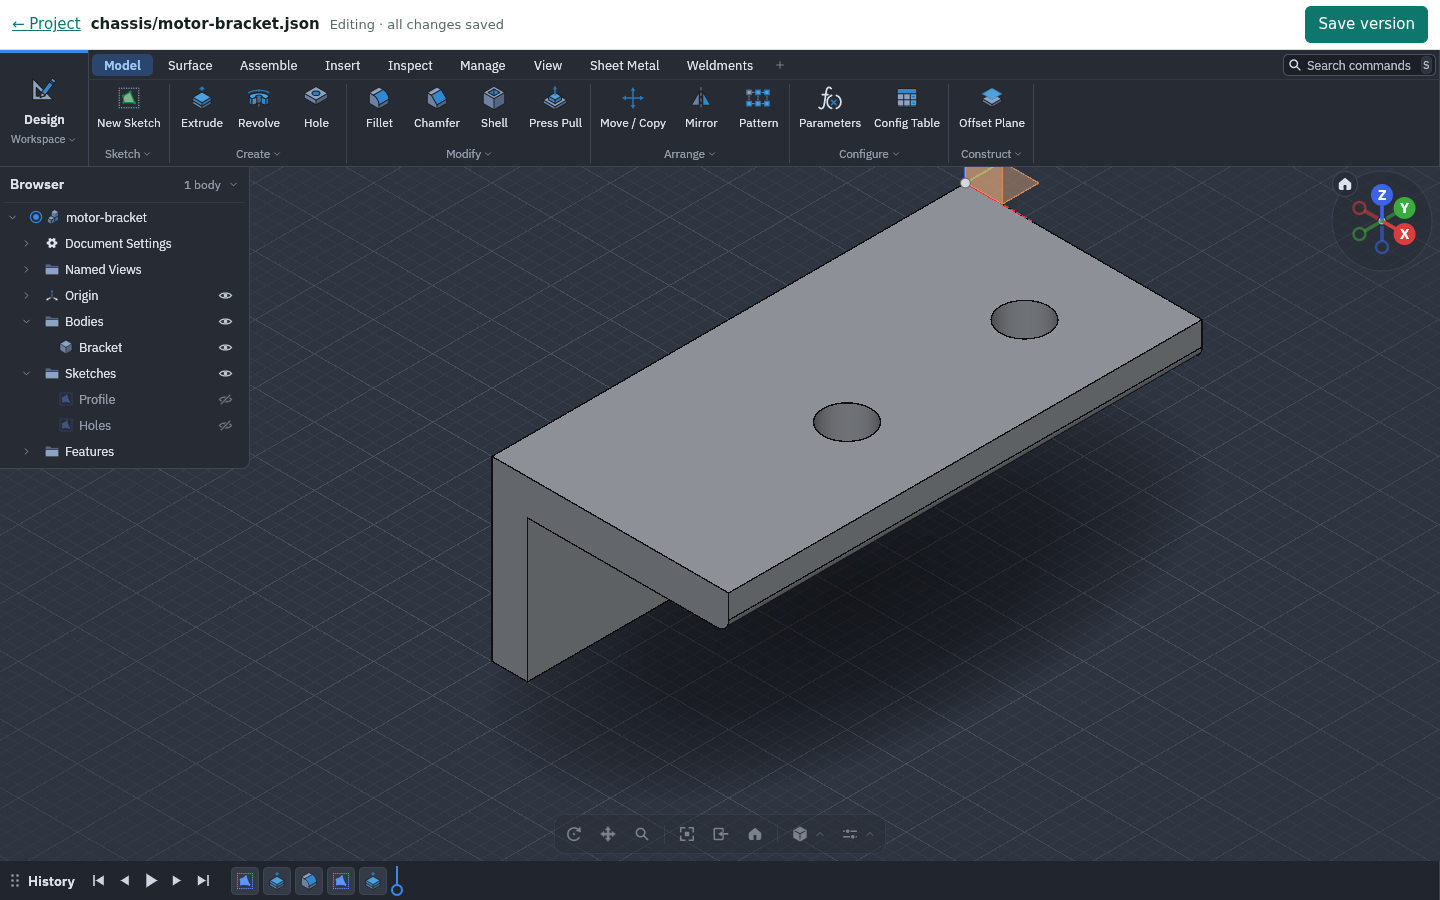 ← Project chassis/motor-bracket.json Editing · all changes saved Save version
Model Surface Assemble Insert Inspect Manage View Sheet Metal Weldments + Search commands S
Design
Workspace
New Sketch Extrude Revolve Hole Fillet Chamfer Shell Press Pull Move / Copy Mirror Pattern Parameters Config Table Offset Plane
Sketch Create Modify Arrange Configure Construct
Browser 1 body
motor-bracket
Document Settings
Named Views
Origin
Bodies
Bracket
Sketches
Profile
Holes
Features
Z
Y
X
History